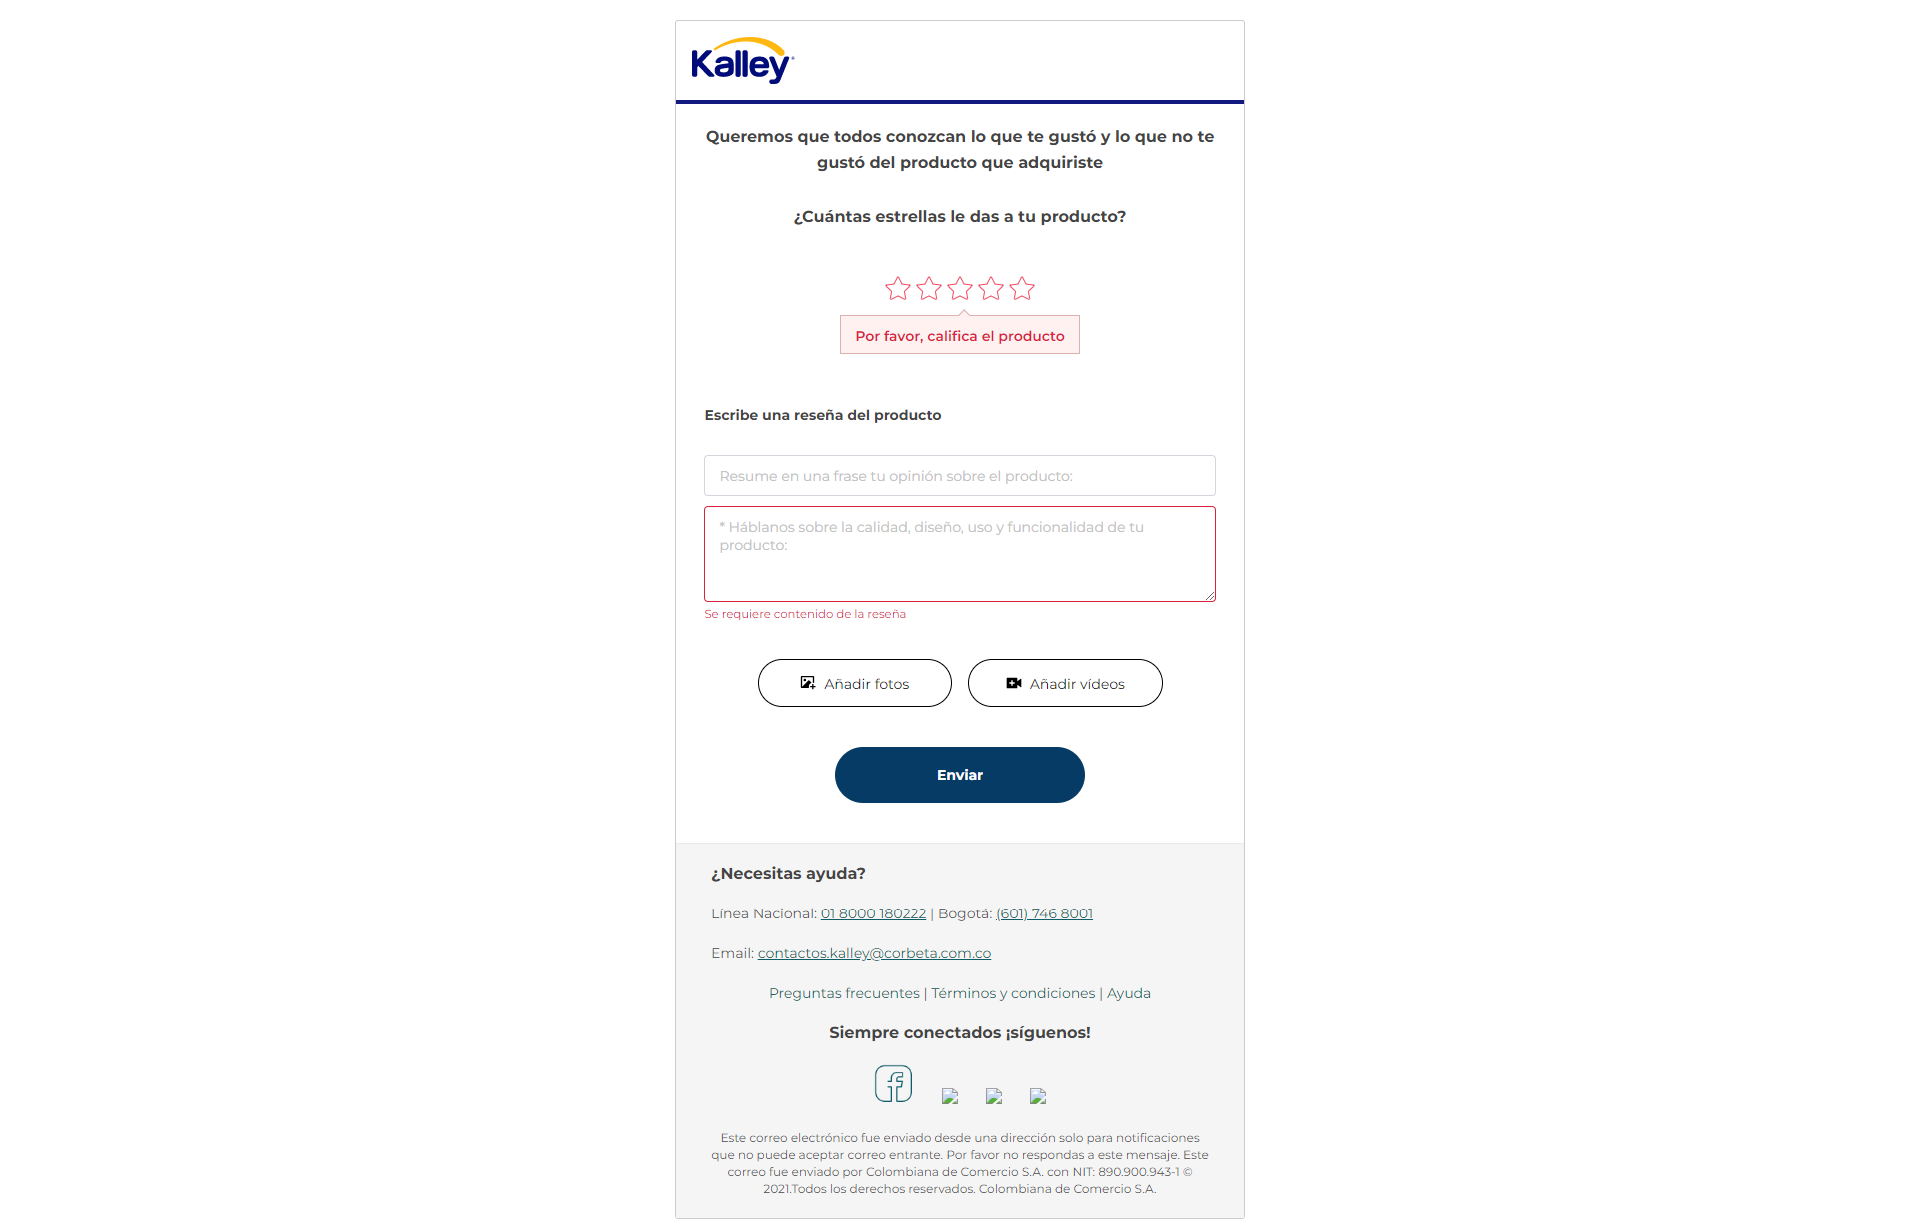 Kalley
Queremos que todos conozcan lo que te gustó y lo que no te
gustó del producto que adquiriste
¿Cuántas estrellas le das a tu producto?
Por favor, califica el producto
Escribe una reseña del producto
Resume en una frase tu opinión sobre el producto:
* Háblanos sobre la calidad, diseño, uso y funcionalidad de tu
producto:
Se requiere contenido de la reseña
Añadir fotos
Añadir vídeos
Enviar
¿Necesitas ayuda?
Línea Nacional: 01 8000 180222 | Bogotá: (601) 746 8001
Email: contactos.kalley@corbeta.com.co
Preguntas frecuentes | Términos y condiciones | Ayuda
Siempre conectados ¡síguenos!
Este correo electrónico fue enviado desde una dirección solo para notificaciones
que no puede aceptar correo entrante. Por favor no respondas a este mensaje. Este
correo fue enviado por Colombiana de Comercio S.A. con NIT: 890.900.943-1 ©
2021.Todos los derechos reservados. Colombiana de Comercio S.A.